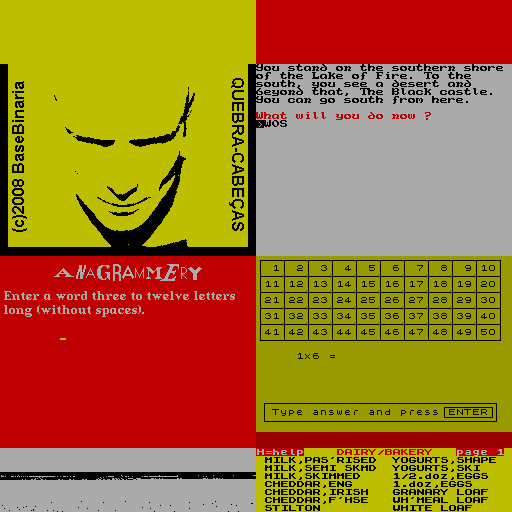 (c)2008 BaseBinaria
QUEBRA-CABEÇAS
You stand on the southern shore
of the Lake of Fire. To the
south, you see a desert and
beyond that, The Black castle.
You can go south from here.
What will you do now ?
WOS
ANAGRAMMERY
Enter a word three to twelve letters
long (without spaces).
1 2 3 4 5 6 7 8 9 10
11 12 13 14 15 16 17 18 19 20
21 22 23 24 25 26 27 28 29 30
31 32 33 34 35 36 37 38 39 40
41 42 43 44 45 46 47 48 49 50
1x6 =
Type answer and press ENTER
H=help DAIRY/BAKERY page 1
MILK,PAS'RISED YOGURTS,SHAPE
MILK,SEMI SKMD YOGURTS,SKI
MILK,SKIMMED 1/2.doz,EGGS
CHEDDAR,ENG 1.doz,EGGS
CHEDDAR,IRISH GRANARY LOAF
CHEDDAR,F'HSE WH'MEAL LOAF
STILTON WHITE LOAF